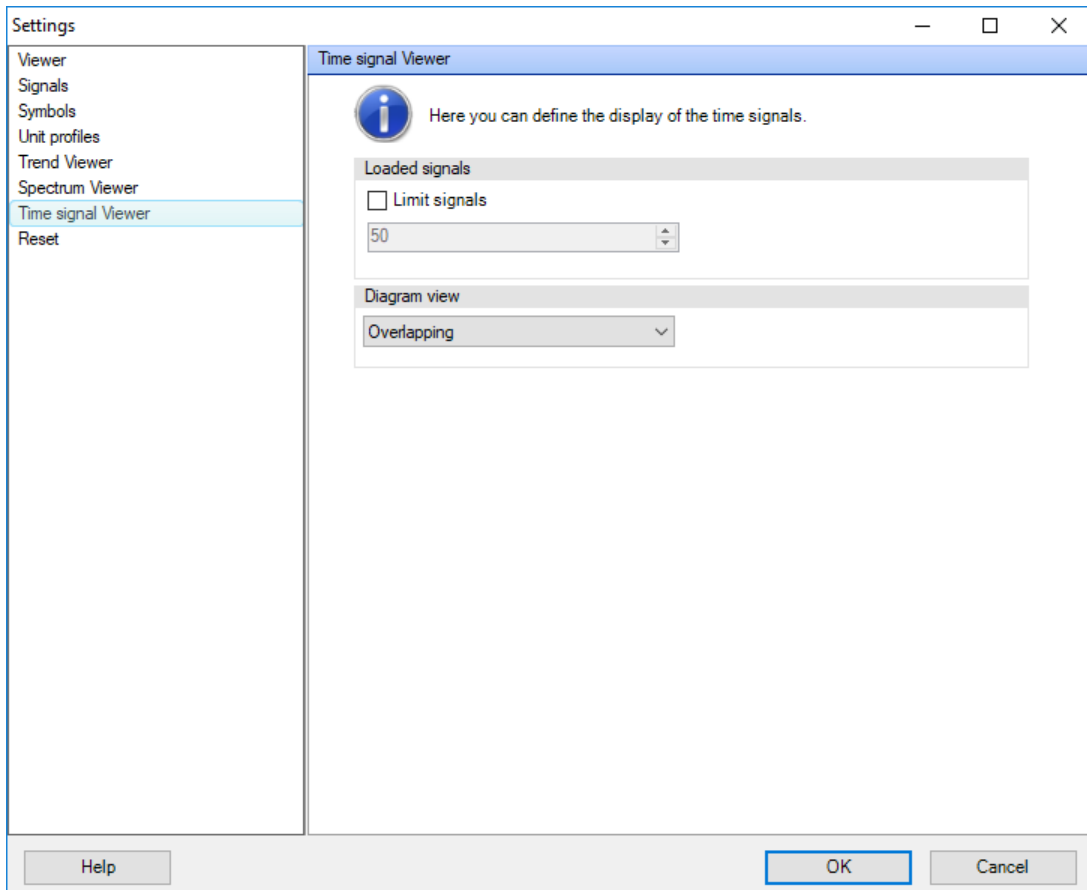 Settings
Viewer
Signals
Symbols
Unit profiles
Trend Viewer
Spectrum Viewer
Time signal Viewer
Reset
Time signal Viewer
Here you can define the display of the time signals.
Loaded signals
Limit signals
50
Diagram view
Overlapping
Help
OK
Cancel